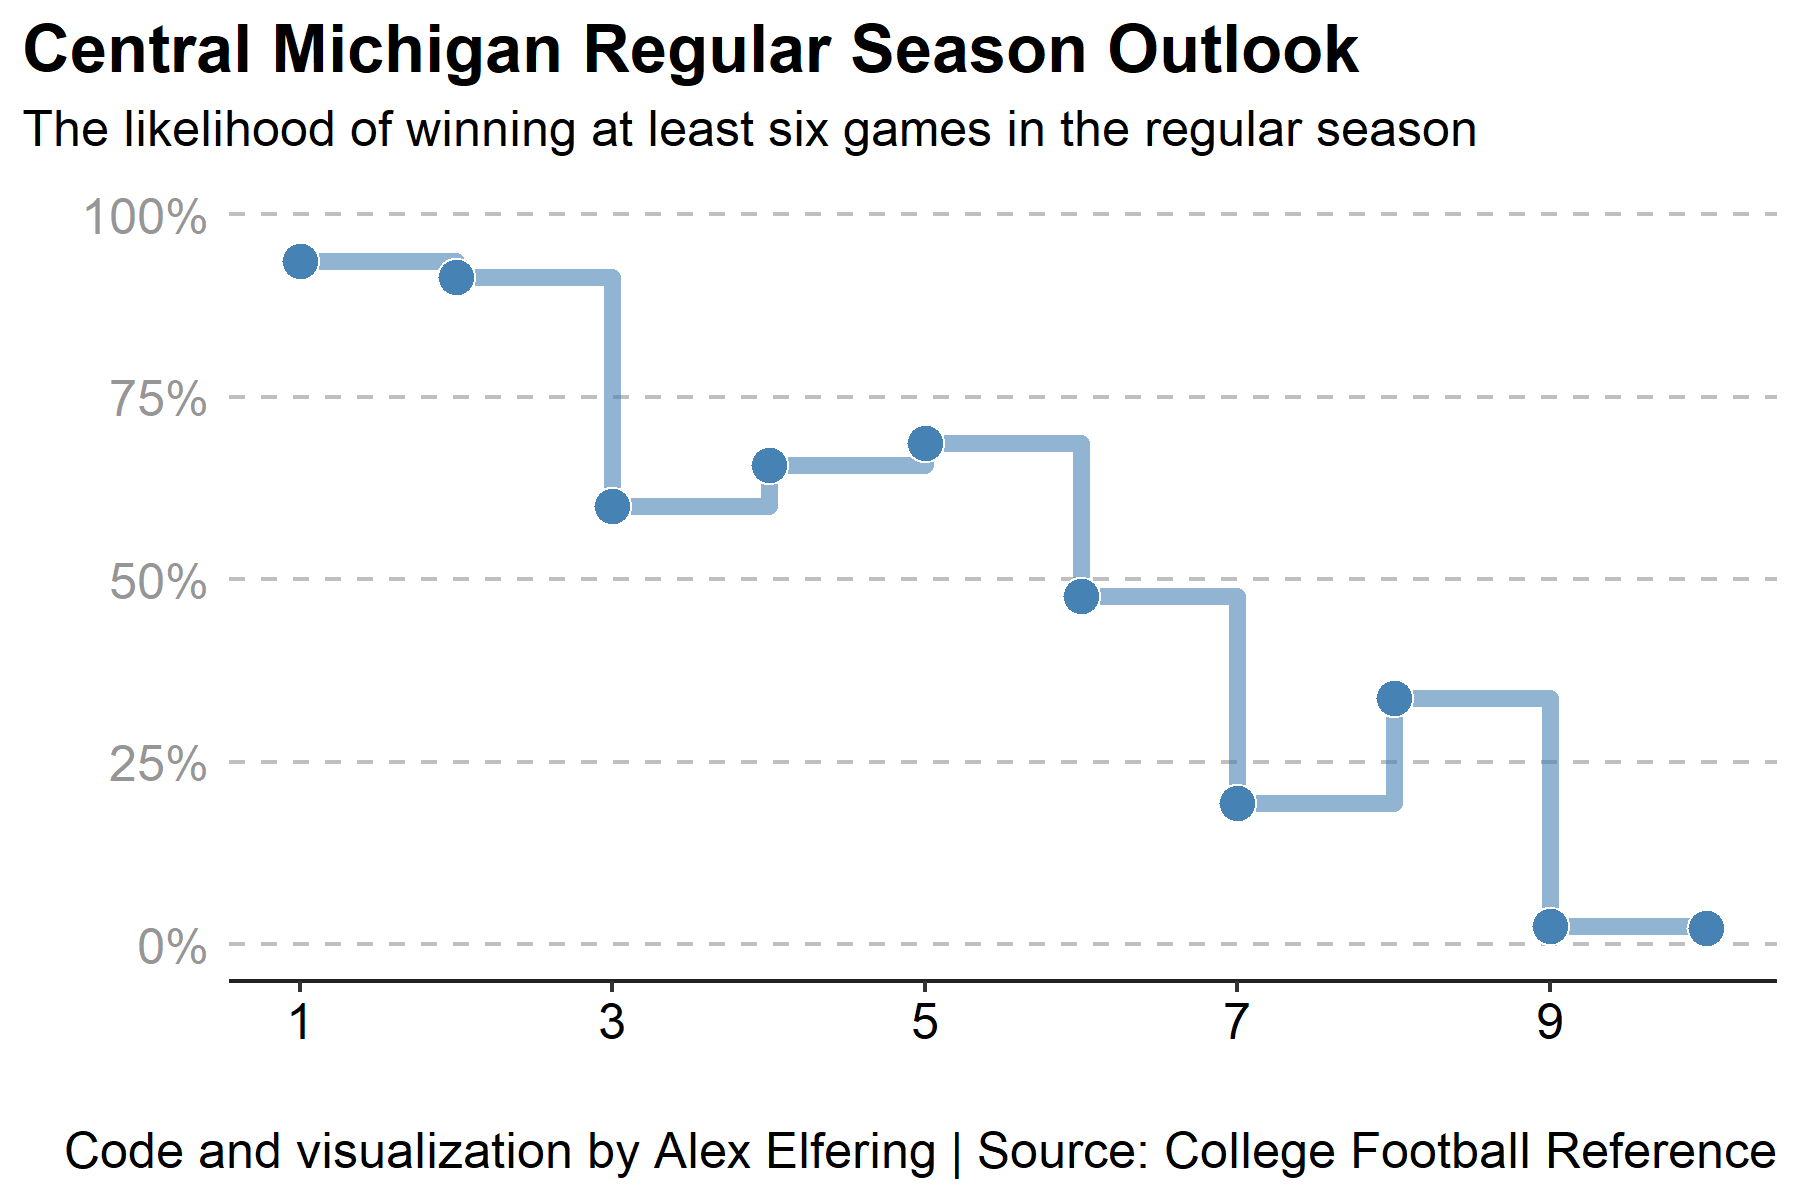 Central Michigan Regular Season Outlook
The likelihood of winning at least six games in the regular season
100%
75%
50%
25%
0%
1 3 5 7 9
Code and visualization by Alex Elfering | Source: College Football Reference